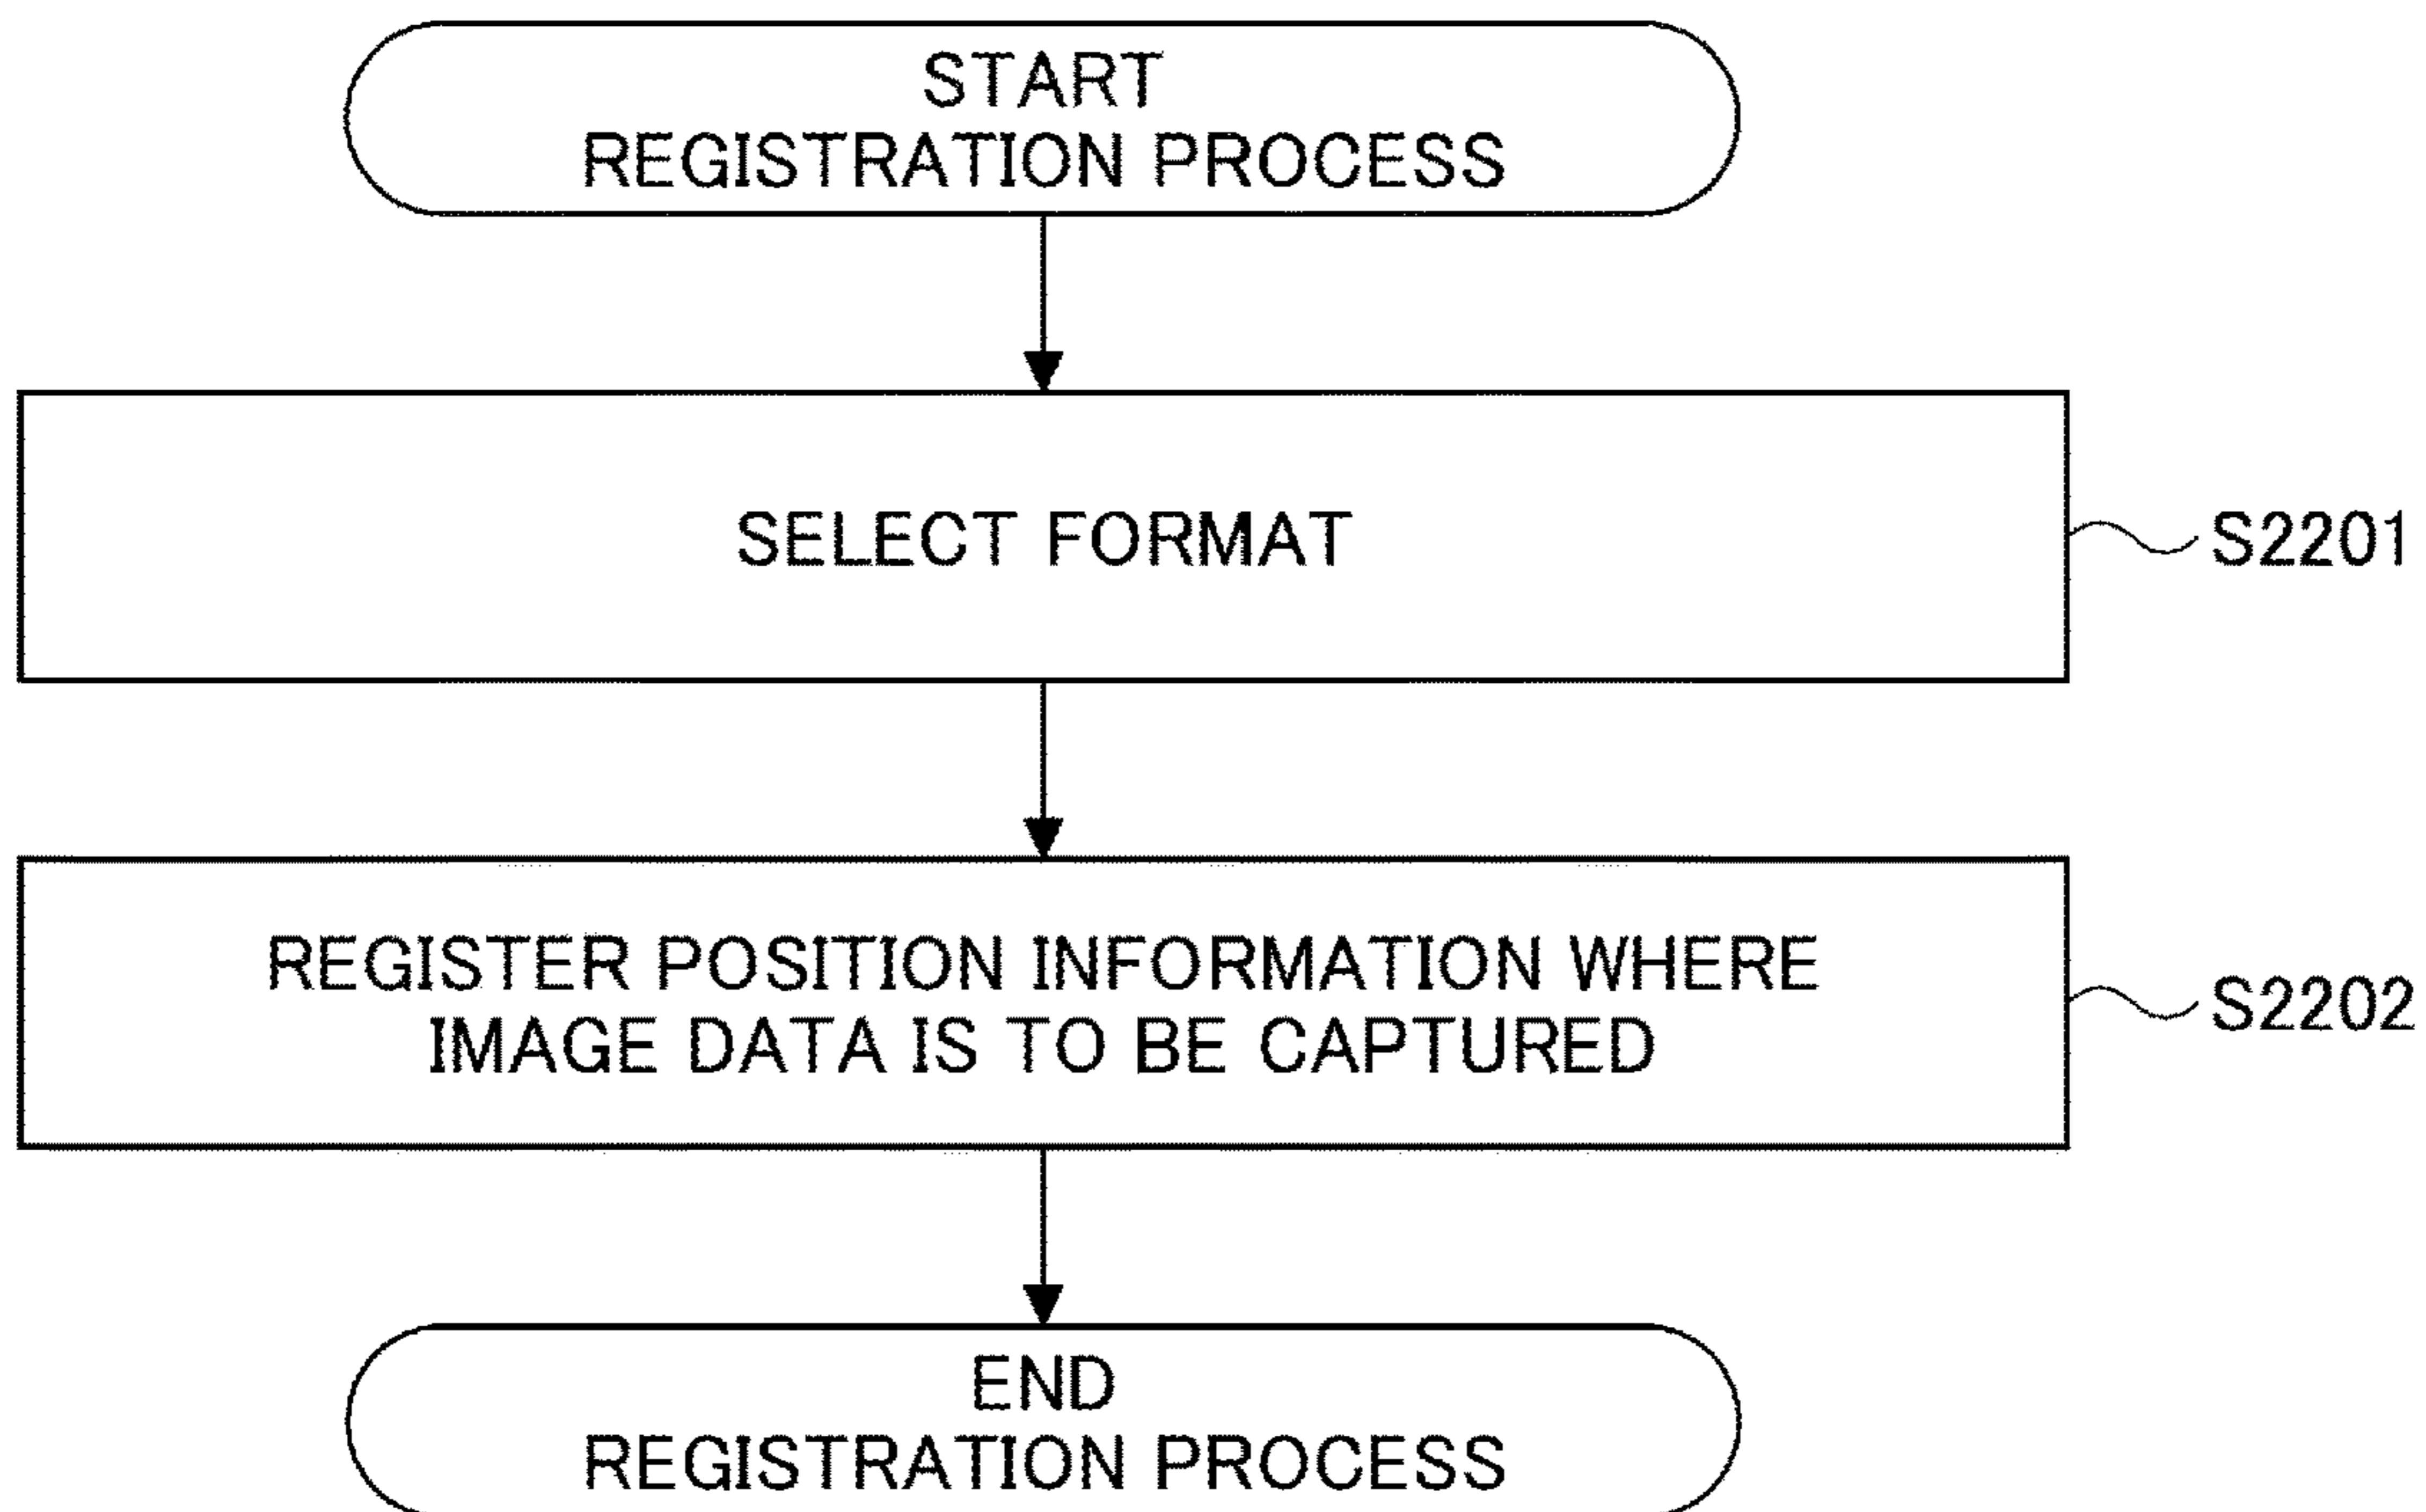 START
REGISTRATION PROCESS
SELECT FORMAT
S2201
REGISTER POSITION INFORMATION WHERE
IMAGE DATA IS TO BE CAPTURED
S2202
END
REGISTRATION PROCESS